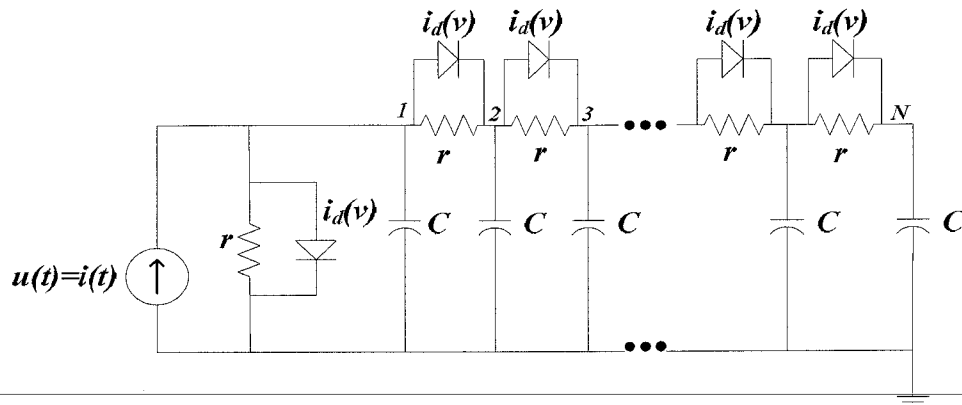 i_d(v) i_d(v) i_d(v) i_d(v)
1 2 3 N
r r r r
r i_d(v) C C C C C
u(t)=i(t)